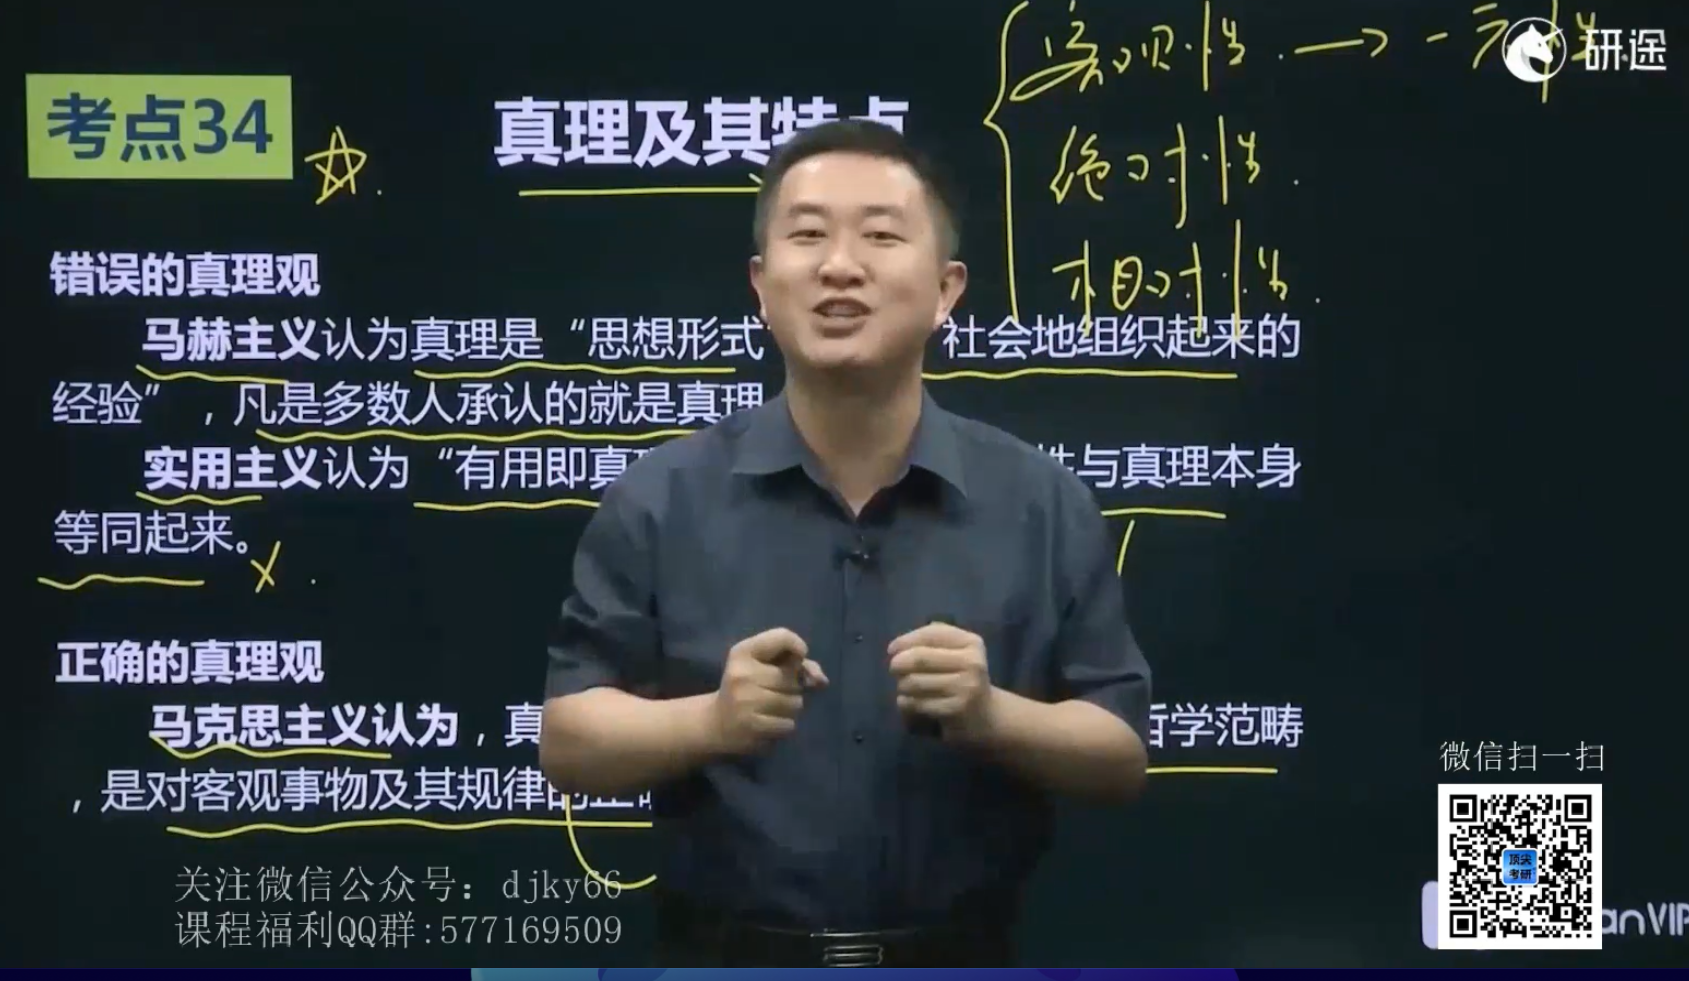 考点34
真理及其特点
客观性 → 一元性
绝对性
相对性
研途
错误的真理观
马赫主义认为真理是“思想形式 社会地组织起来的
经验”，凡是多数人承认的就是真理
实用主义认为“有用即真 性与真理本身
等同起来。
正确的真理观
马克思主义认为，真 哲学范畴
，是对客观事物及其规律的正确
微信扫一扫
顶尖
考研
关注微信公众号：djky66
课程福利QQ群:577169509
anVIP